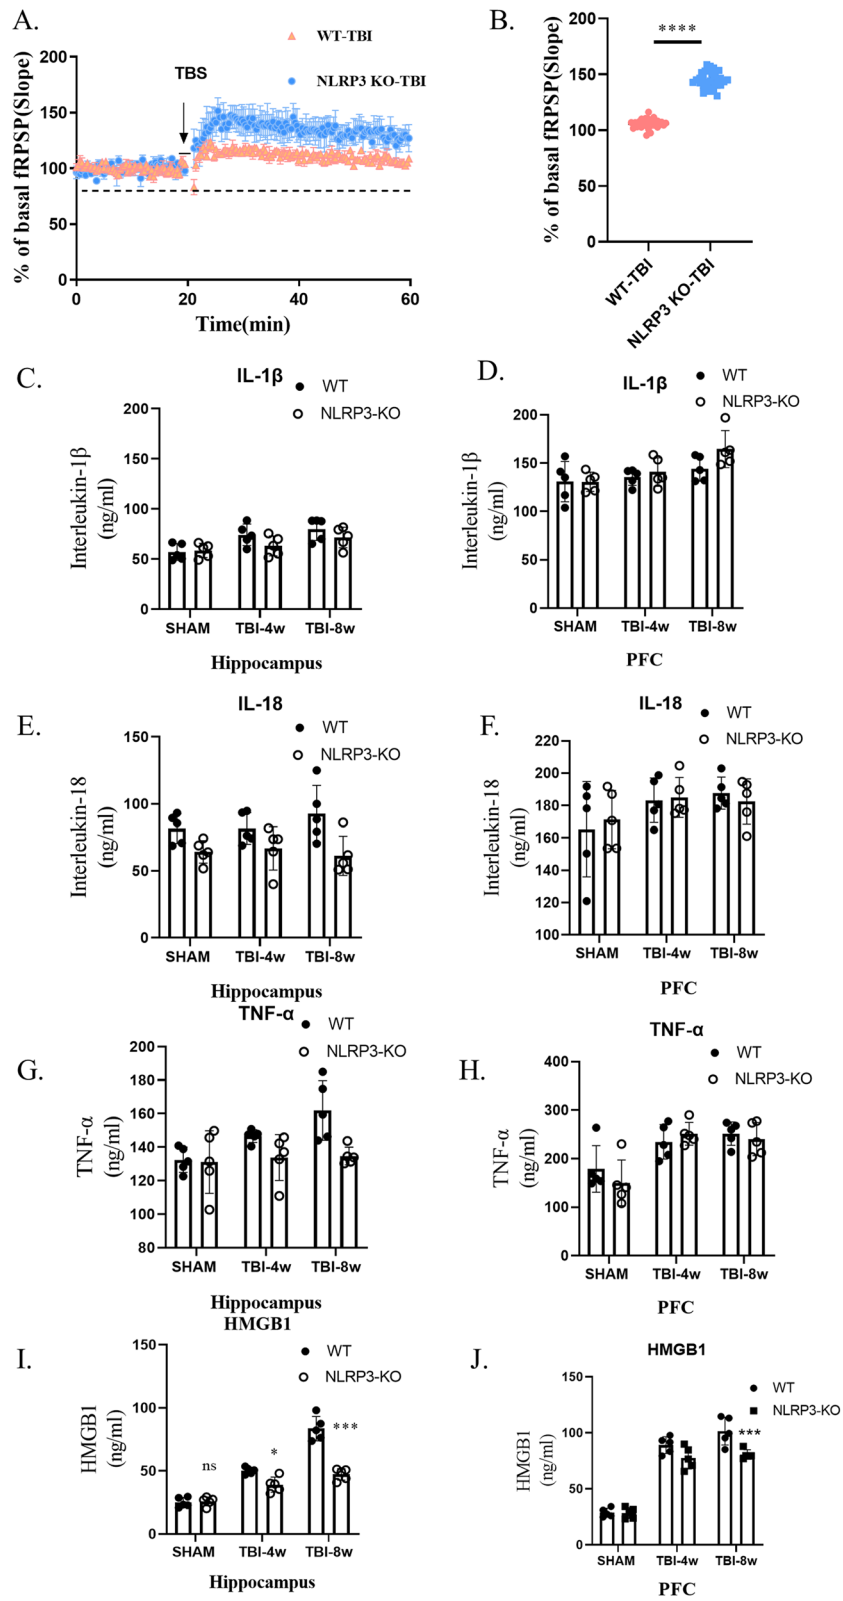 A.
WT-TBI
NLRP3 KO-TBI
TBS
% of basal fRPSP(Slope)
200
150
100
50
0
0 20 40 60
Time(min)
B.
****
% of basal fRPSP(Slope)
200
150
100
50
0
WT-TBI
NLRP3 KO-TBI
C.
IL-1β
WT
NLRP3-KO
Interleukin-1β
(ng/ml)
200
150
100
50
0
SHAM TBI-4w TBI-8w
Hippocampus
D.
IL-1β
WT
NLRP3-KO
Interleukin-1β
(ng/ml)
200
150
100
50
0
SHAM TBI-4w TBI-8w
PFC
E.
IL-18
WT
NLRP3-KO
Interleukin-18
(ng/ml)
150
100
50
0
SHAM TBI-4w TBI-8w
Hippocampus
F.
IL-18
WT
NLRP3-KO
Interleukin-18
(ng/ml)
220
200
180
160
140
120
100
SHAM TBI-4w TBI-8w
PFC
G.
TNF-α
WT
NLRP3-KO
TNF-α
(ng/ml)
200
180
160
140
120
100
80
SHAM TBI-4w TBI-8w
Hippocampus
H.
TNF-α
WT
NLRP3-KO
TNF-α
(ng/ml)
400
300
200
100
0
SHAM TBI-4w TBI-8w
PFC
I.
HMGB1
WT
NLRP3-KO
HMGB1
(ng/ml)
150
100
50
0
ns
*
***
SHAM TBI-4w TBI-8w
Hippocampus
J.
HMGB1
WT
NLRP3-KO
HMGB1
(ng/ml)
150
100
50
0
***
SHAM TBI-4w TBI-8w
PFC